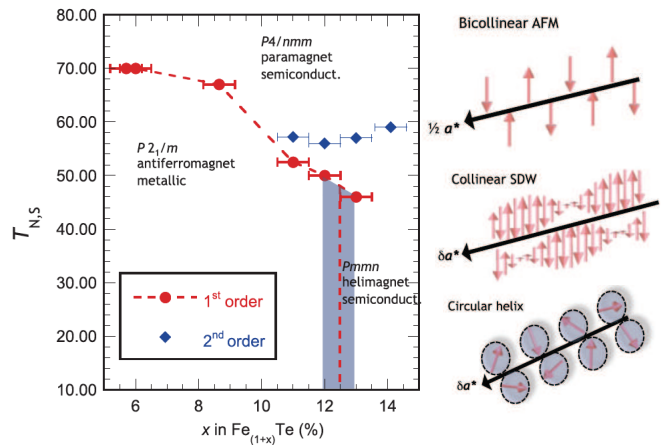 P4/nmm
paramagnet
semiconduct.
P 2₁/m
antiferromagnet
metallic
Pmmn
helimagnet
semiconduct.
70.00
60.00
50.00
40.00
30.00
20.00
10.00
T_N,S
1st order
2nd order
6
8
10
12
14
x in Fe(1+x)Te (%)
Bicollinear AFM
½ a*
Collinear SDW
δa*
Circular helix
δa*